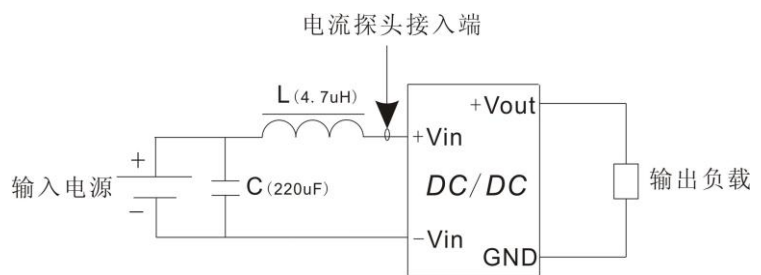 电流探头接入端
L(4.7uH)
+Vout
+
+Vin
输入电源
C(220uF)
DC/DC
输出负载
−
-Vin
GND